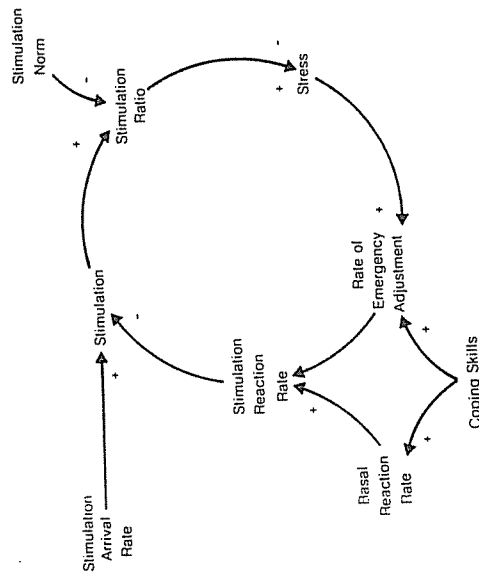 Stimulation
Norm
-
Stimulation
Ratio
+
-
+
Stress
Stimulation
-
+
Stimulation
Arrival
Rate
+
Rate of
Emergency
Adjustment
Stimulation
Reaction
Rate
+
Basal
Reaction
Rate
+
+
Coping Skills